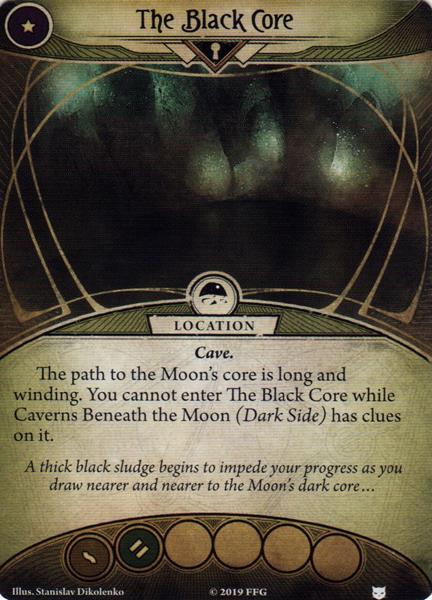 The Black Core
LOCATION
Cave.
The path to the Moon's core is long and
winding. You cannot enter The Black Core while
Caverns Beneath the Moon (Dark Side) has clues
on it.
A thick black sludge begins to impede your progress as you
draw nearer and nearer to the Moon's dark core…
Illus. Stanislav Dikolenko
© 2019 FFG